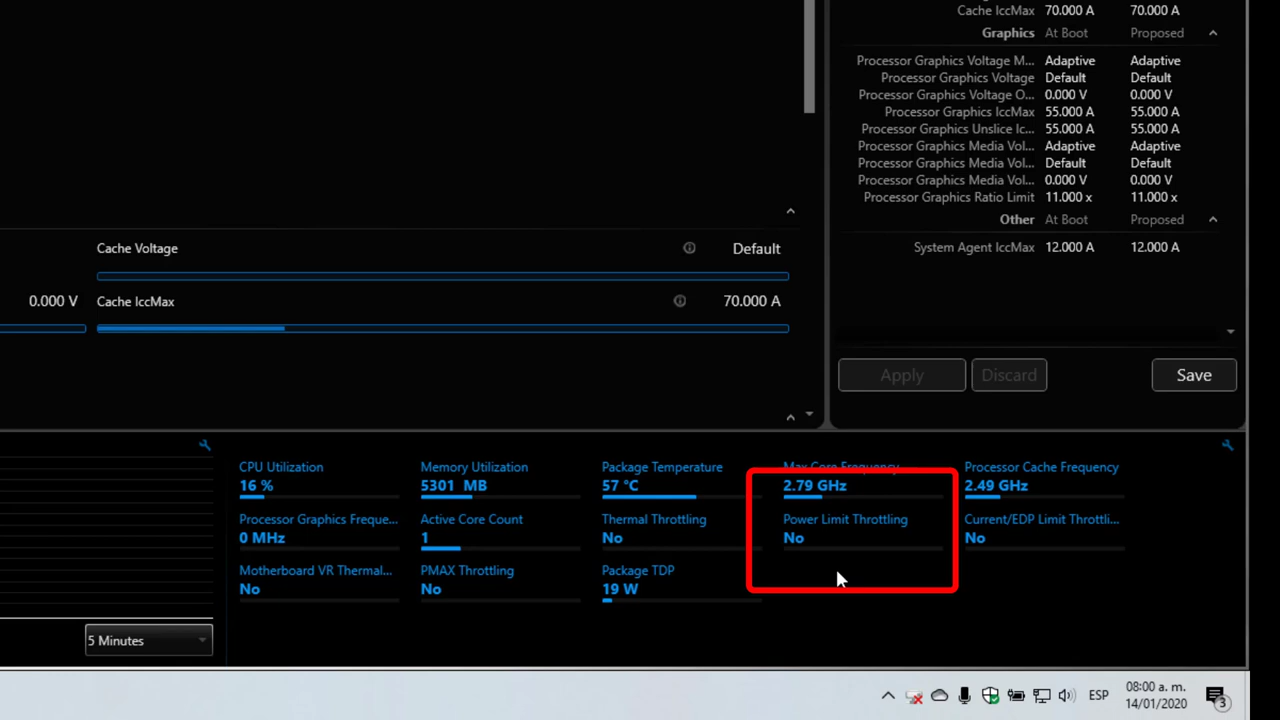 Cache IccMax 70.000 A 70.000 A
Graphics At Boot Proposed
Processor Graphics Voltage M... Adaptive Adaptive
Processor Graphics Voltage Default Default
Processor Graphics Voltage O... 0.000 V 0.000 V
Processor Graphics IccMax 55.000 A 55.000 A
Processor Graphics Unslice Ic... 55.000 A 55.000 A
Processor Graphics Media Vol... Adaptive Adaptive
Processor Graphics Media Vol... Default Default
Processor Graphics Media Vol... 0.000 V 0.000 V
Processor Graphics Ratio Limit 11.000 x 11.000 x
Other At Boot Proposed
System Agent IccMax 12.000 A 12.000 A
Cache Voltage Default
0.000 V Cache IccMax 70.000 A
Apply Discard Save
CPU Utilization Memory Utilization Package Temperature Max Core Frequency Processor Cache Frequency
16 % 5301 MB 57 °C 2.79 GHz 2.49 GHz
Processor Graphics Freque... Active Core Count Thermal Throttling Power Limit Throttling Current/EDP Limit Throttli...
0 MHz 1 No No No
Motherboard VR Thermal... PMAX Throttling Package TDP
No No 19 W
5 Minutes
ESP 08:00 a. m.
14/01/2020 3